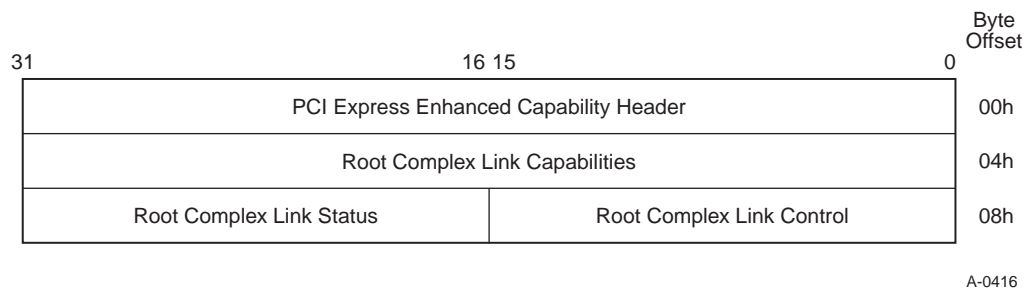 Byte
Offset
31 16 15 0
PCI Express Enhanced Capability Header 00h
Root Complex Link Capabilities 04h
Root Complex Link Status Root Complex Link Control 08h
A-0416